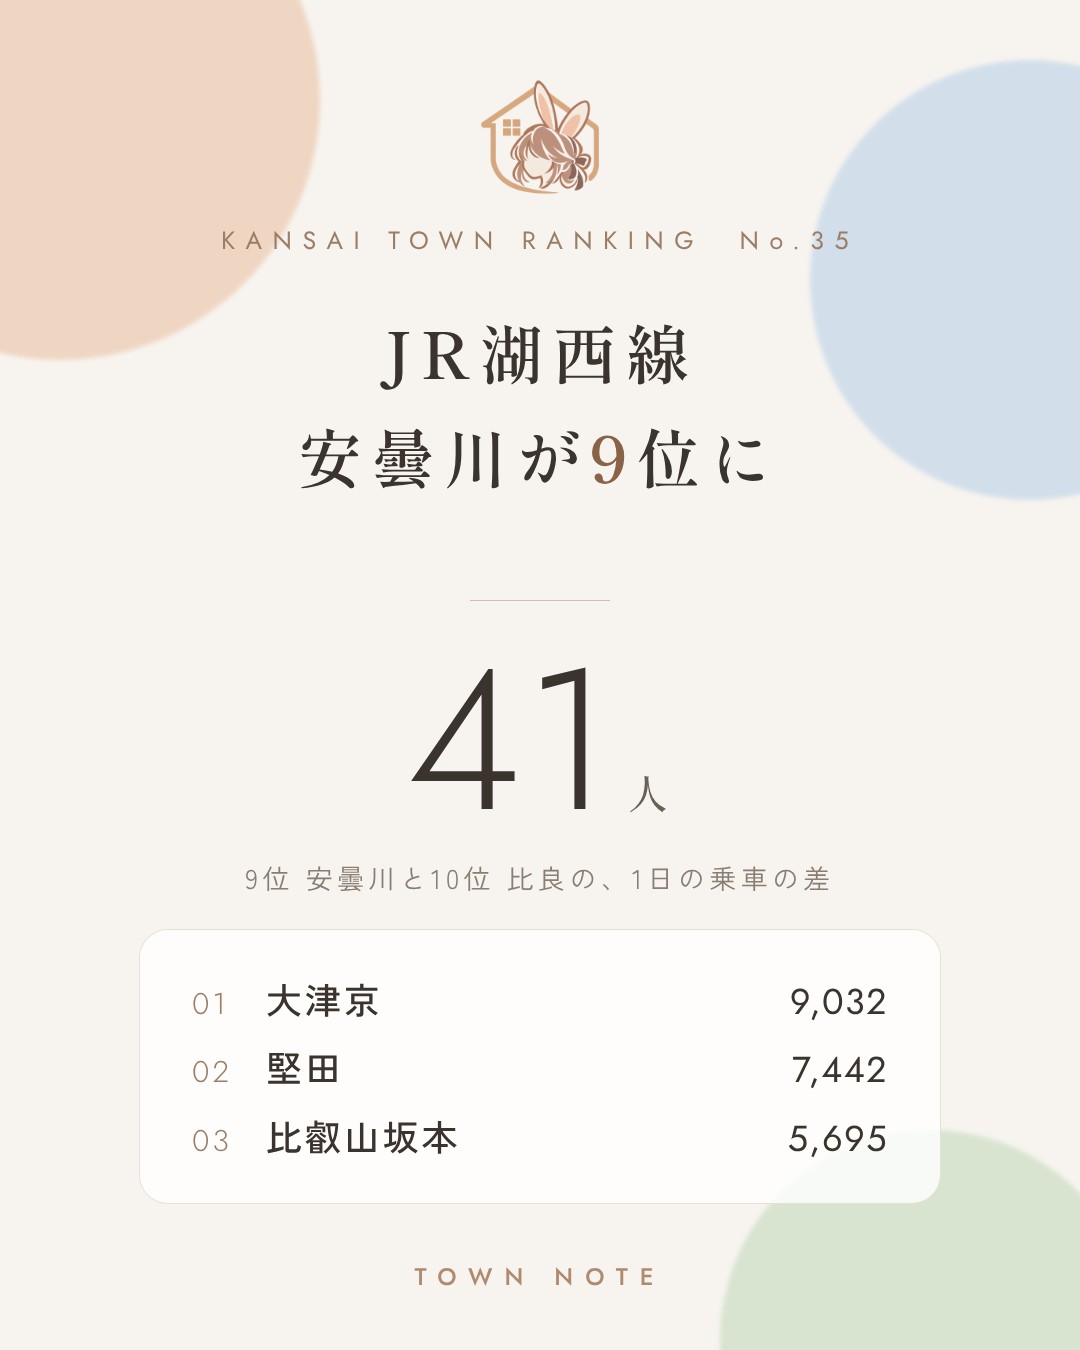 KANSAI TOWN RANKING No.35
JR湖西線
安曇川が9位に
41人
9位 安曇川と10位 比良の、1日の乗車の差
01 大津京 9,032
02 堅田 7,442
03 比叡山坂本 5,695
TOWN NOTE